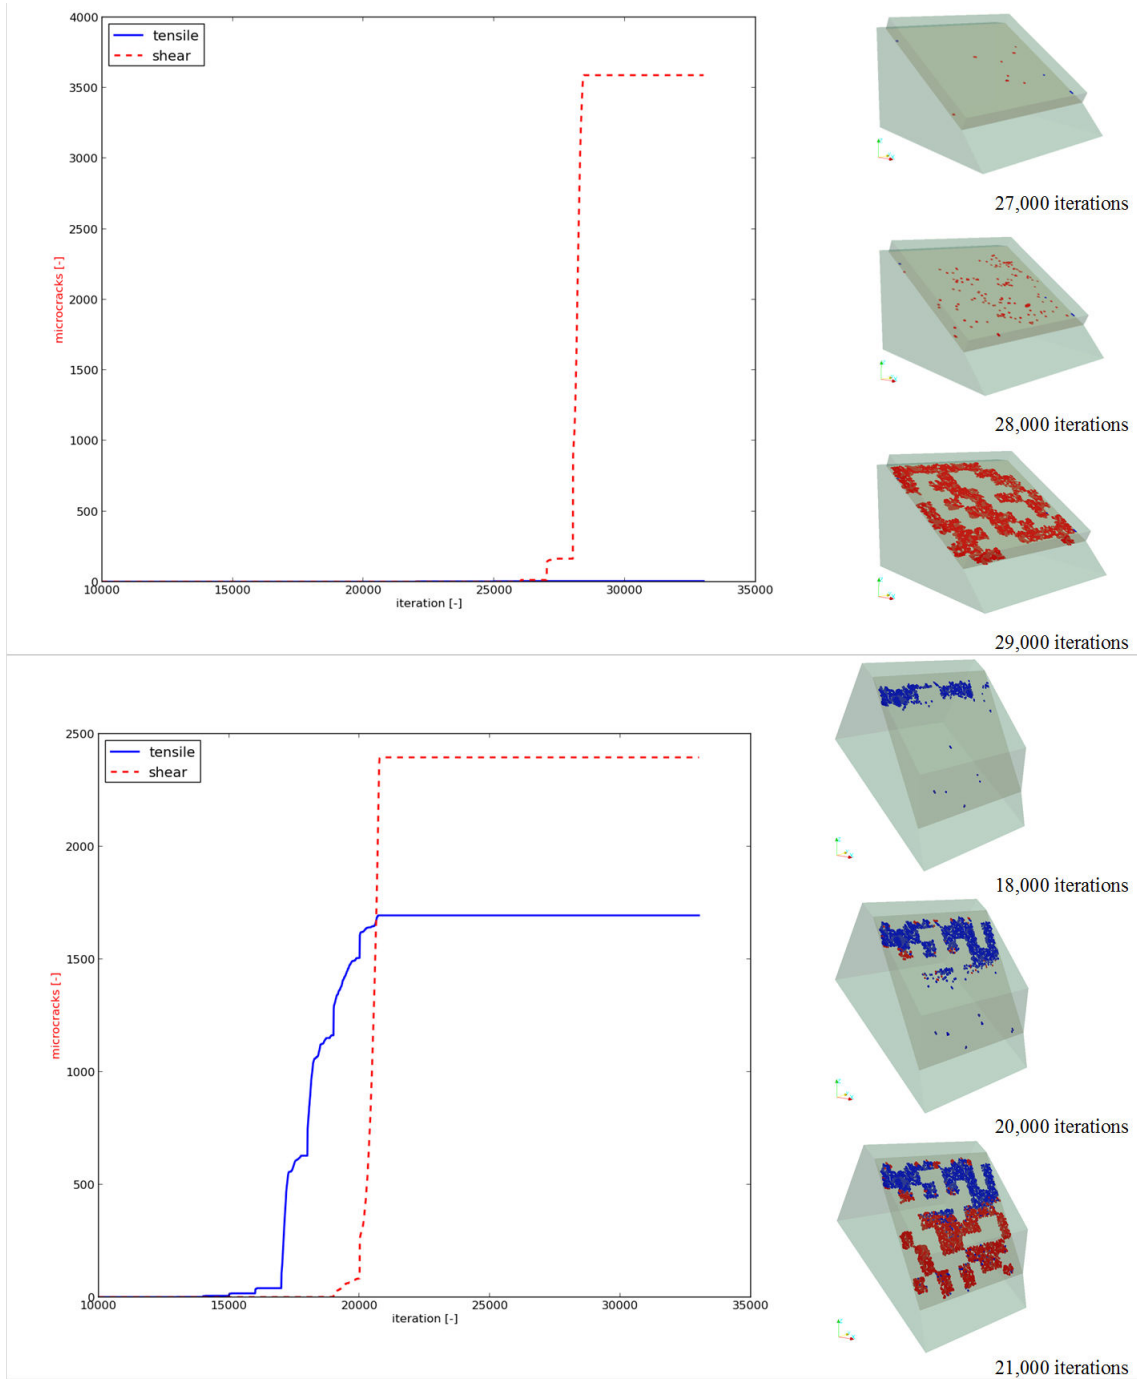 4000
3500
3000
2500
2000
1500
1000
500
0
microcracks [-]
tensile
shear
10000 15000 20000 25000 30000 35000
iteration [-]
27,000 iterations
28,000 iterations
29,000 iterations
2500
2000
1500
1000
500
0
microcracks [-]
tensile
shear
10000 15000 20000 25000 30000 35000
iteration [-]
18,000 iterations
20,000 iterations
21,000 iterations